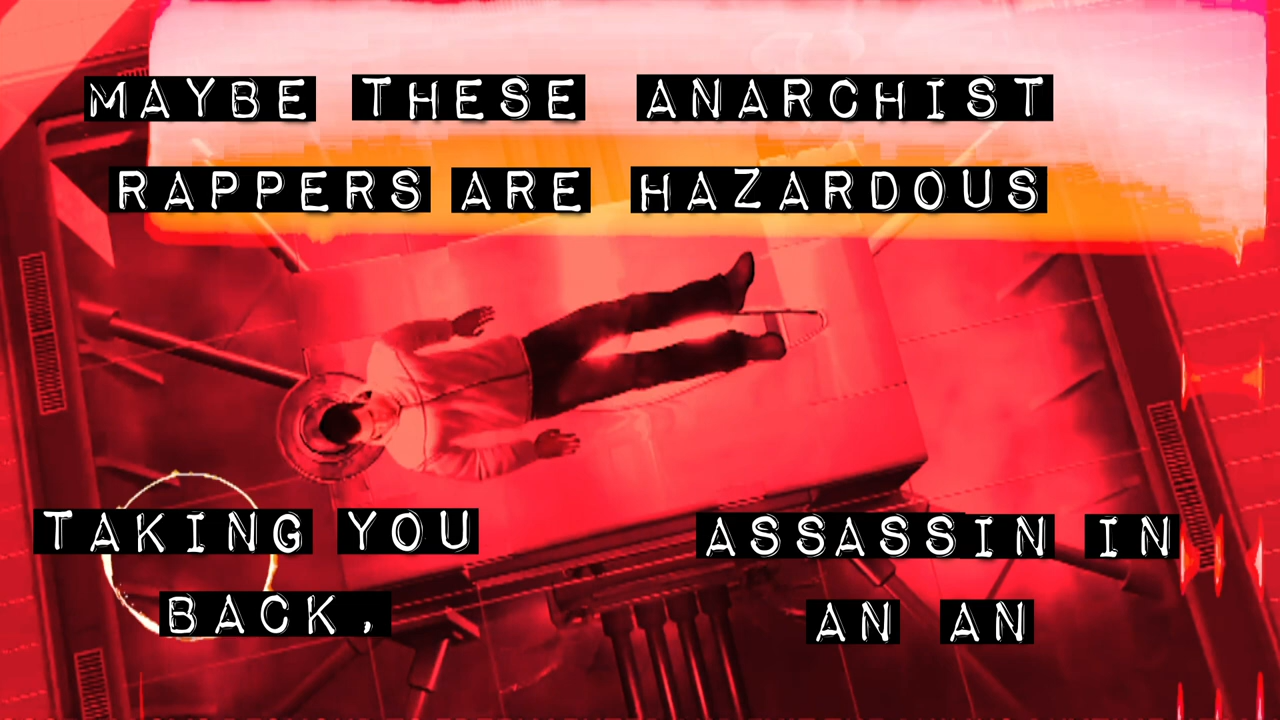 MAYBE THESE ANARCHIST
RAPPERS ARE HAZARDOUS
TAKING YOU
BACK,
ASSASSIN IN
AN AN